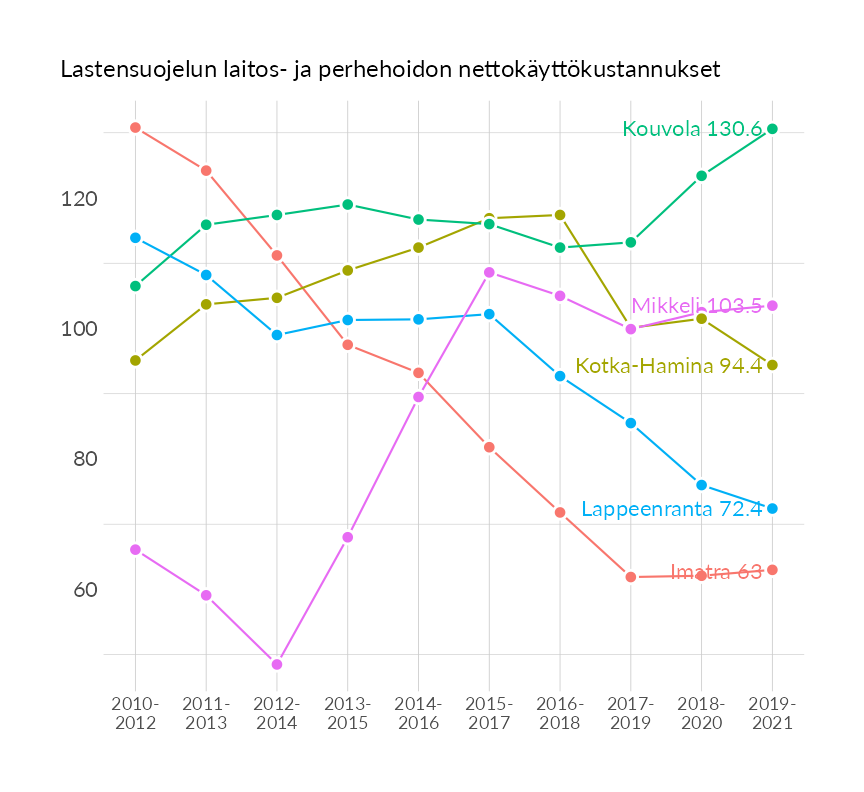 Lastensuojelun laitos- ja perhehoidon nettokäyttökustannukset
Kouvola 130.6
120
Mikkeli 103.5
100
Kotka-Hamina 94.4
80
Lappeenranta 72.4
Imatra 63
60
2010- 2011- 2012- 2013- 2014- 2015- 2016- 2017- 2018- 2019-
2012 2013 2014 2015 2016 2017 2018 2019 2020 2021